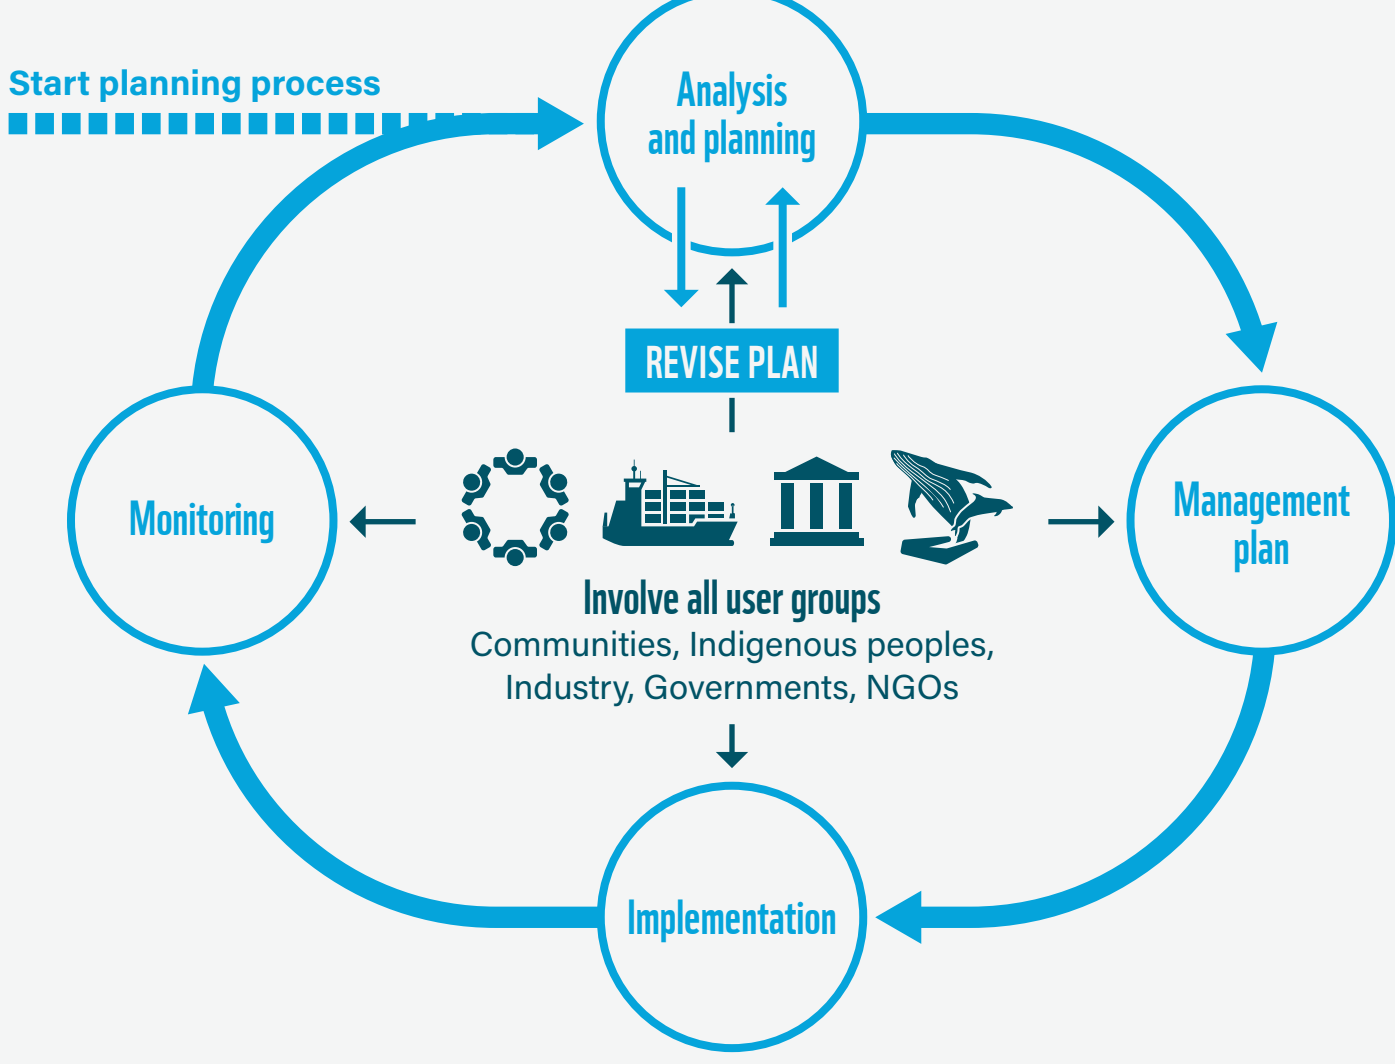 Start planning process
Analysis
and planning
REVISE PLAN
Monitoring
Management
plan
Involve all user groups
Communities, Indigenous peoples,
Industry, Governments, NGOs
Implementation